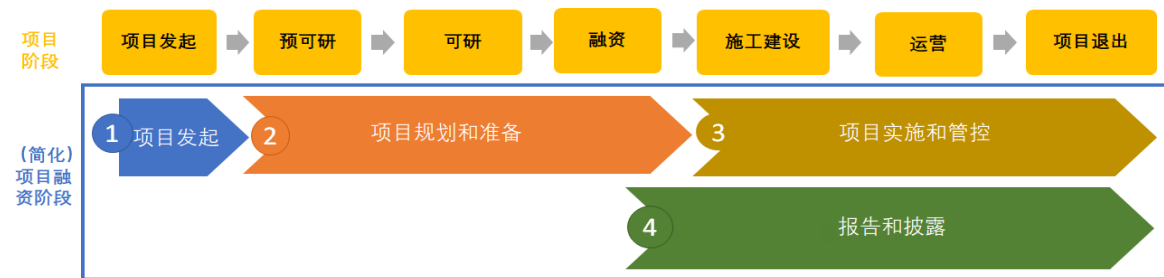 项目
阶段
项目发起
预可研
可研
融资
施工建设
运营
项目退出
(简化)
项目融
资阶段
1
项目发起
2
项目规划和准备
3
项目实施和管控
4
报告和披露